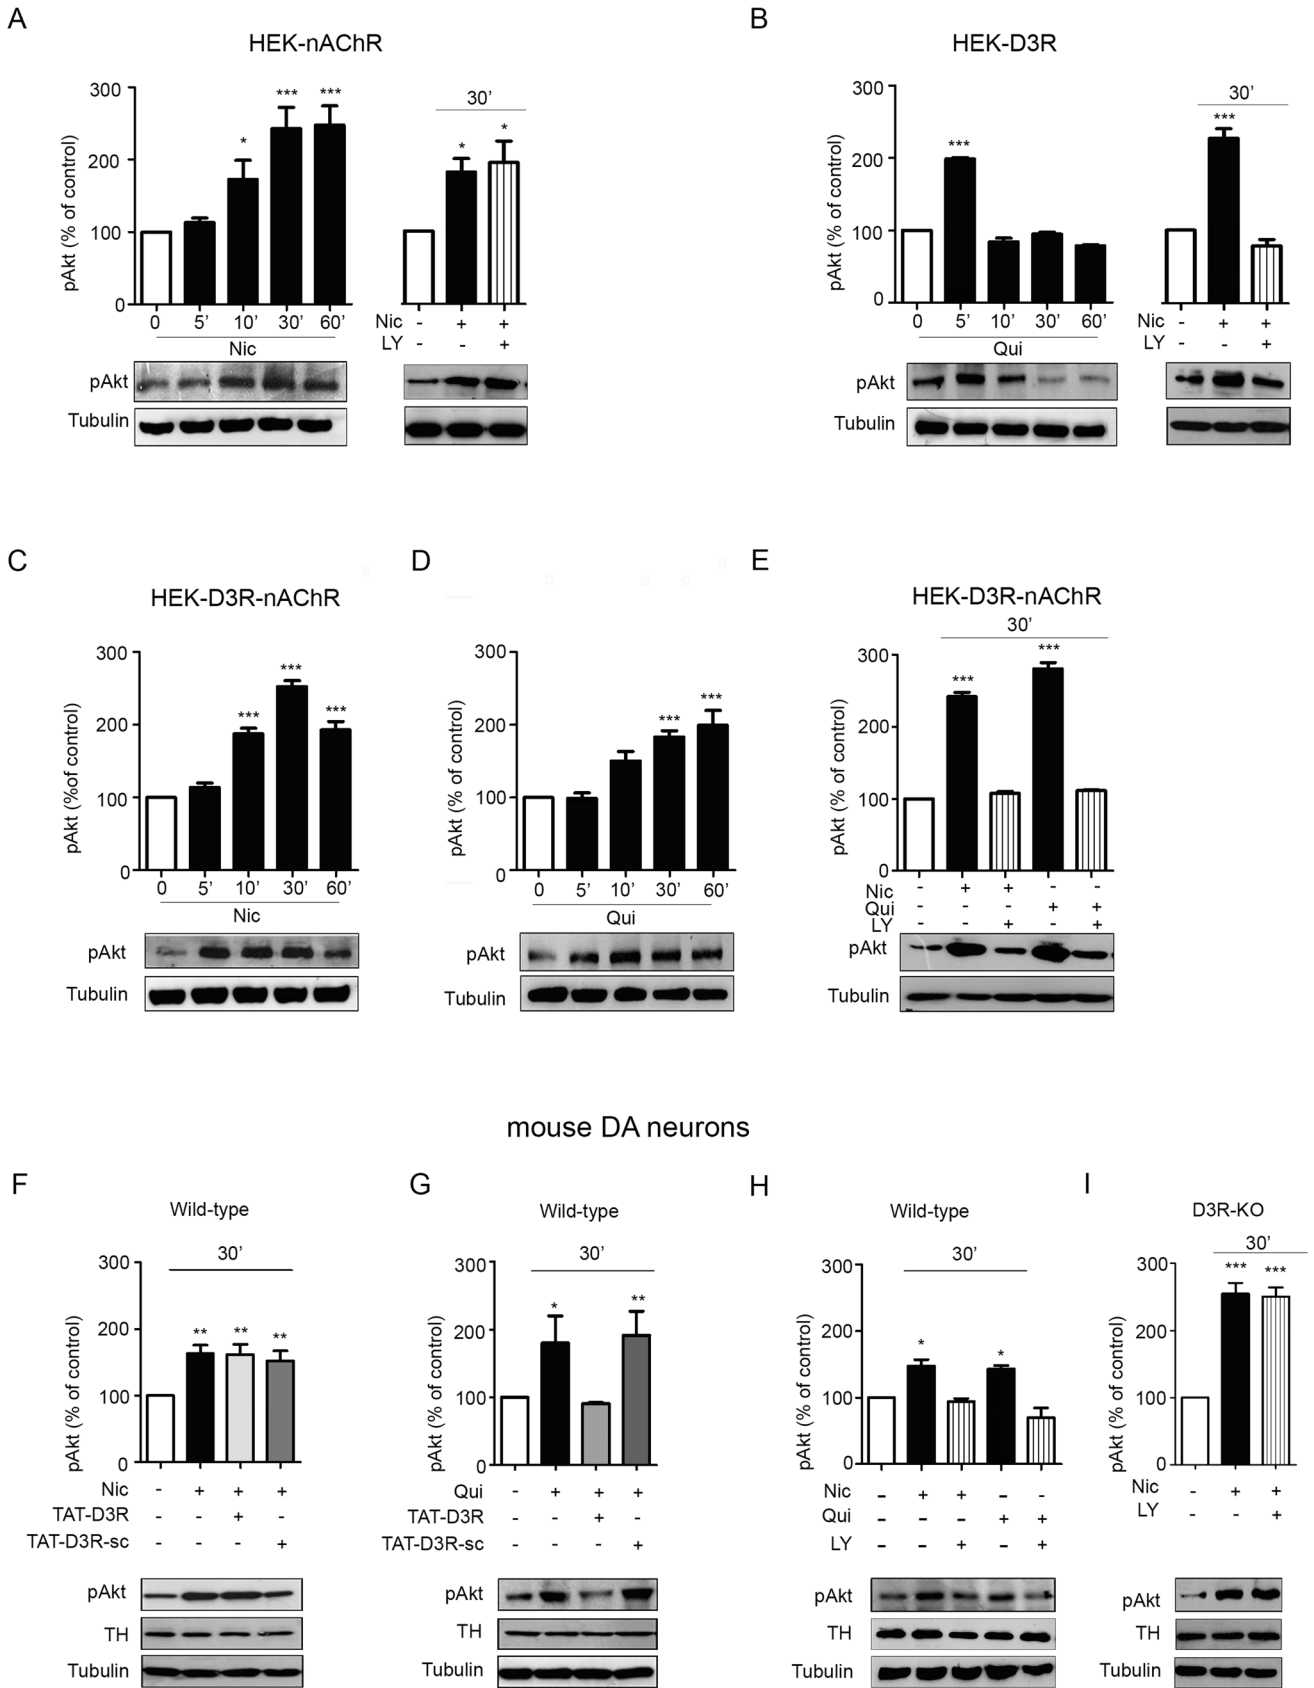 A
HEK-nAChR
300
200
100
0
pAkt (% of control)
*
***
***
0 5’ 10’ 30’ 60’
Nic
30’
*
*
Nic - + +
LY - - +
pAkt
Tubulin
B
HEK-D3R
300
200
100
0
pAkt (% of control)
***
0 5’ 10’ 30’ 60’
Qui
30’
***
Nic - + +
LY - - +
pAkt
Tubulin
C
HEK-D3R-nAChR
300
200
100
0
pAkt (%of control)
***
***
***
0 5’ 10’ 30’ 60’
Nic
pAkt
Tubulin
D
a
b
a
c
a
300
200
100
0
pAkt (% of control)
***
***
0 5’ 10’ 30’ 60’
Qui
pAkt
Tubulin
E
HEK-D3R-nAChR
30’
300
200
100
0
pAkt (% of control)
***
***
Nic - + + - -
Qui - - - + +
LY - - + - +
pAkt
Tubulin
mouse DA neurons
F
Wild-type
30’
300
200
100
0
pAkt (% of control)
** ** **
Nic - + + +
TAT-D3R - - + -
TAT-D3R-sc - - - +
pAkt
TH
Tubulin
G
Wild-type
30’
300
200
100
0
pAkt (% of control)
*
**
Qui - + + +
TAT-D3R - - + -
TAT-D3R-sc - - - +
pAkt
TH
Tubulin
H
Wild-type
30’
300
200
100
0
pAkt (% of control)
*
*
Nic - + + - -
Qui - - - + +
LY - - + - +
pAkt
TH
Tubulin
I
D3R-KO
30’
300
200
100
0
pAkt (% of control)
*** ***
Nic - + +
LY - - +
pAkt
TH
Tubulin